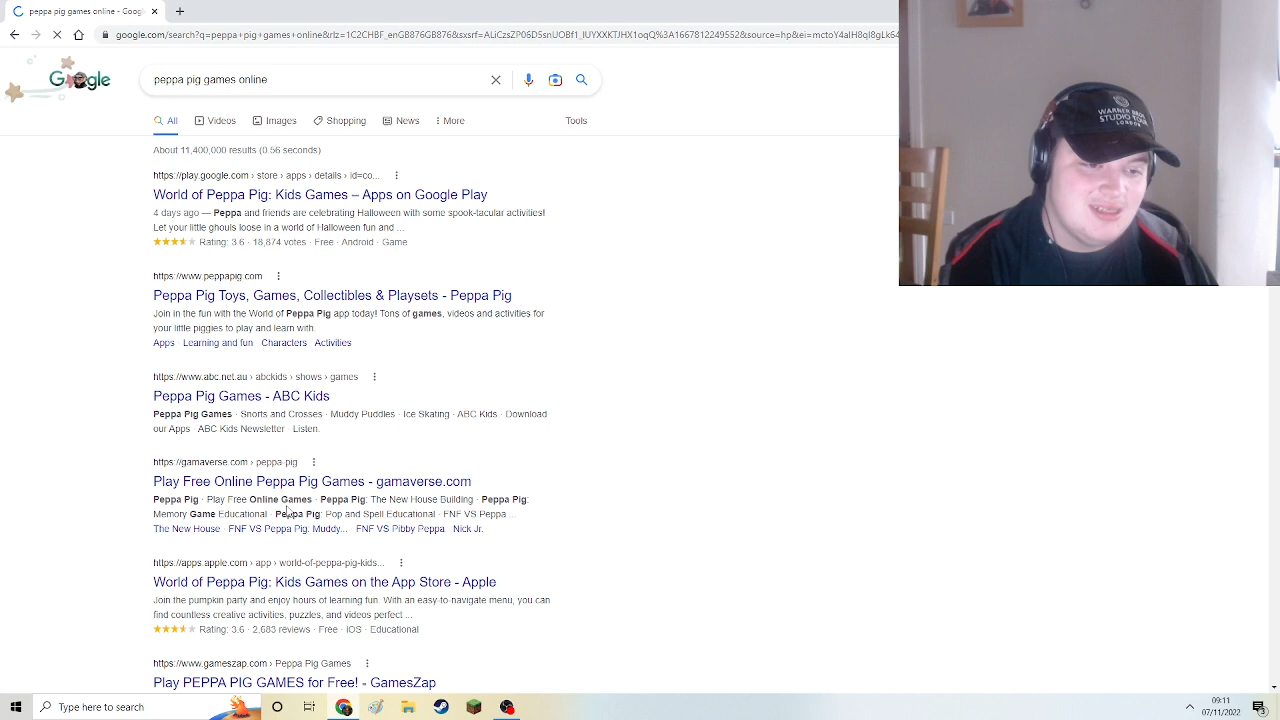 peppa pig games online - Google
google.com/search?q=peppa+pig+games+online&rlz=1C2CHBF_enGB876GB876&sxsrf=ALiCzsZP06D5snUOBf1_IUYXXKTJHX1oqQ%3A1667812249552&source=hp&ei=mctoY4alH8qI8gLk64
Google
peppa pig games online
All Videos Images Shopping News More Tools
About 11,400,000 results (0.56 seconds)
https://play.google.com › store › apps › details › id=co...
World of Peppa Pig: Kids Games – Apps on Google Play
4 days ago — Peppa and friends are celebrating Halloween with some spook-tacular activities!
Let your little ghouls loose in a world of Halloween fun and ...
Rating: 3.6 · 18,874 votes · Free · Android · Game
https://www.peppapig.com
Peppa Pig Toys, Games, Collectibles & Playsets - Peppa Pig
Join in the fun with the World of Peppa Pig app today! Tons of games, videos and activities for
your little piggies to play and learn with.
Apps · Learning and fun · Characters · Activities
https://www.abc.net.au › abckids › shows › games
Peppa Pig Games - ABC Kids
Peppa Pig Games · Snorts and Crosses · Muddy Puddles · Ice Skating · ABC Kids · Download
our Apps · ABC Kids Newsletter · Listen.
https://gamaverse.com › peppa-pig
Play Free Online Peppa Pig Games - gamaverse.com
Peppa Pig · Play Free Online Games · Peppa Pig: The New House Building · Peppa Pig:
Memory Game Educational · Peppa Pig: Pop and Spell Educational · FNF VS Peppa ...
The New House · FNF VS Peppa Pig: Muddy... · FNF VS Pibby Peppa · Nick Jr.
https://apps.apple.com › app › world-of-peppa-pig-kids...
World of Peppa Pig: Kids Games on the App Store - Apple
Join the pumpkin party and enjoy hours of learning fun. With an easy-to-navigate menu, you can
find countless creative activities, puzzles, and videos perfect ...
Rating: 3.6 · 2,683 reviews · Free · iOS · Educational
https://www.gameszap.com › Peppa Pig Games
Play PEPPA PIG GAMES for Free! - GamesZap
WARNER BROS.
STUDIO TOUR
LONDON
Type here to search
09:11
07/11/2022